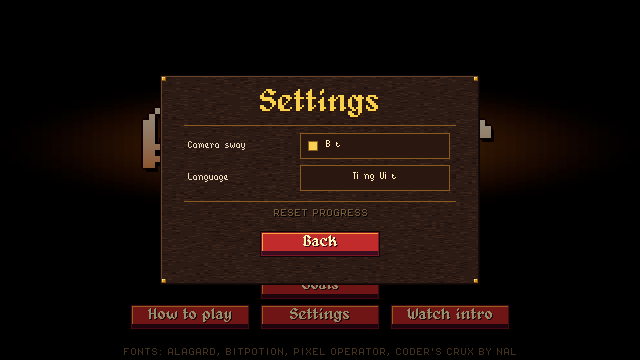 Settings
Camera sway
B t
Language
Ti ng Vi t
RESET PROGRESS
Back
Goals
How to play
Settings
Watch intro
FONTS: ALAGARD, BITPOTION, PIXEL OPERATOR, CODER'S CRUX BY NAL